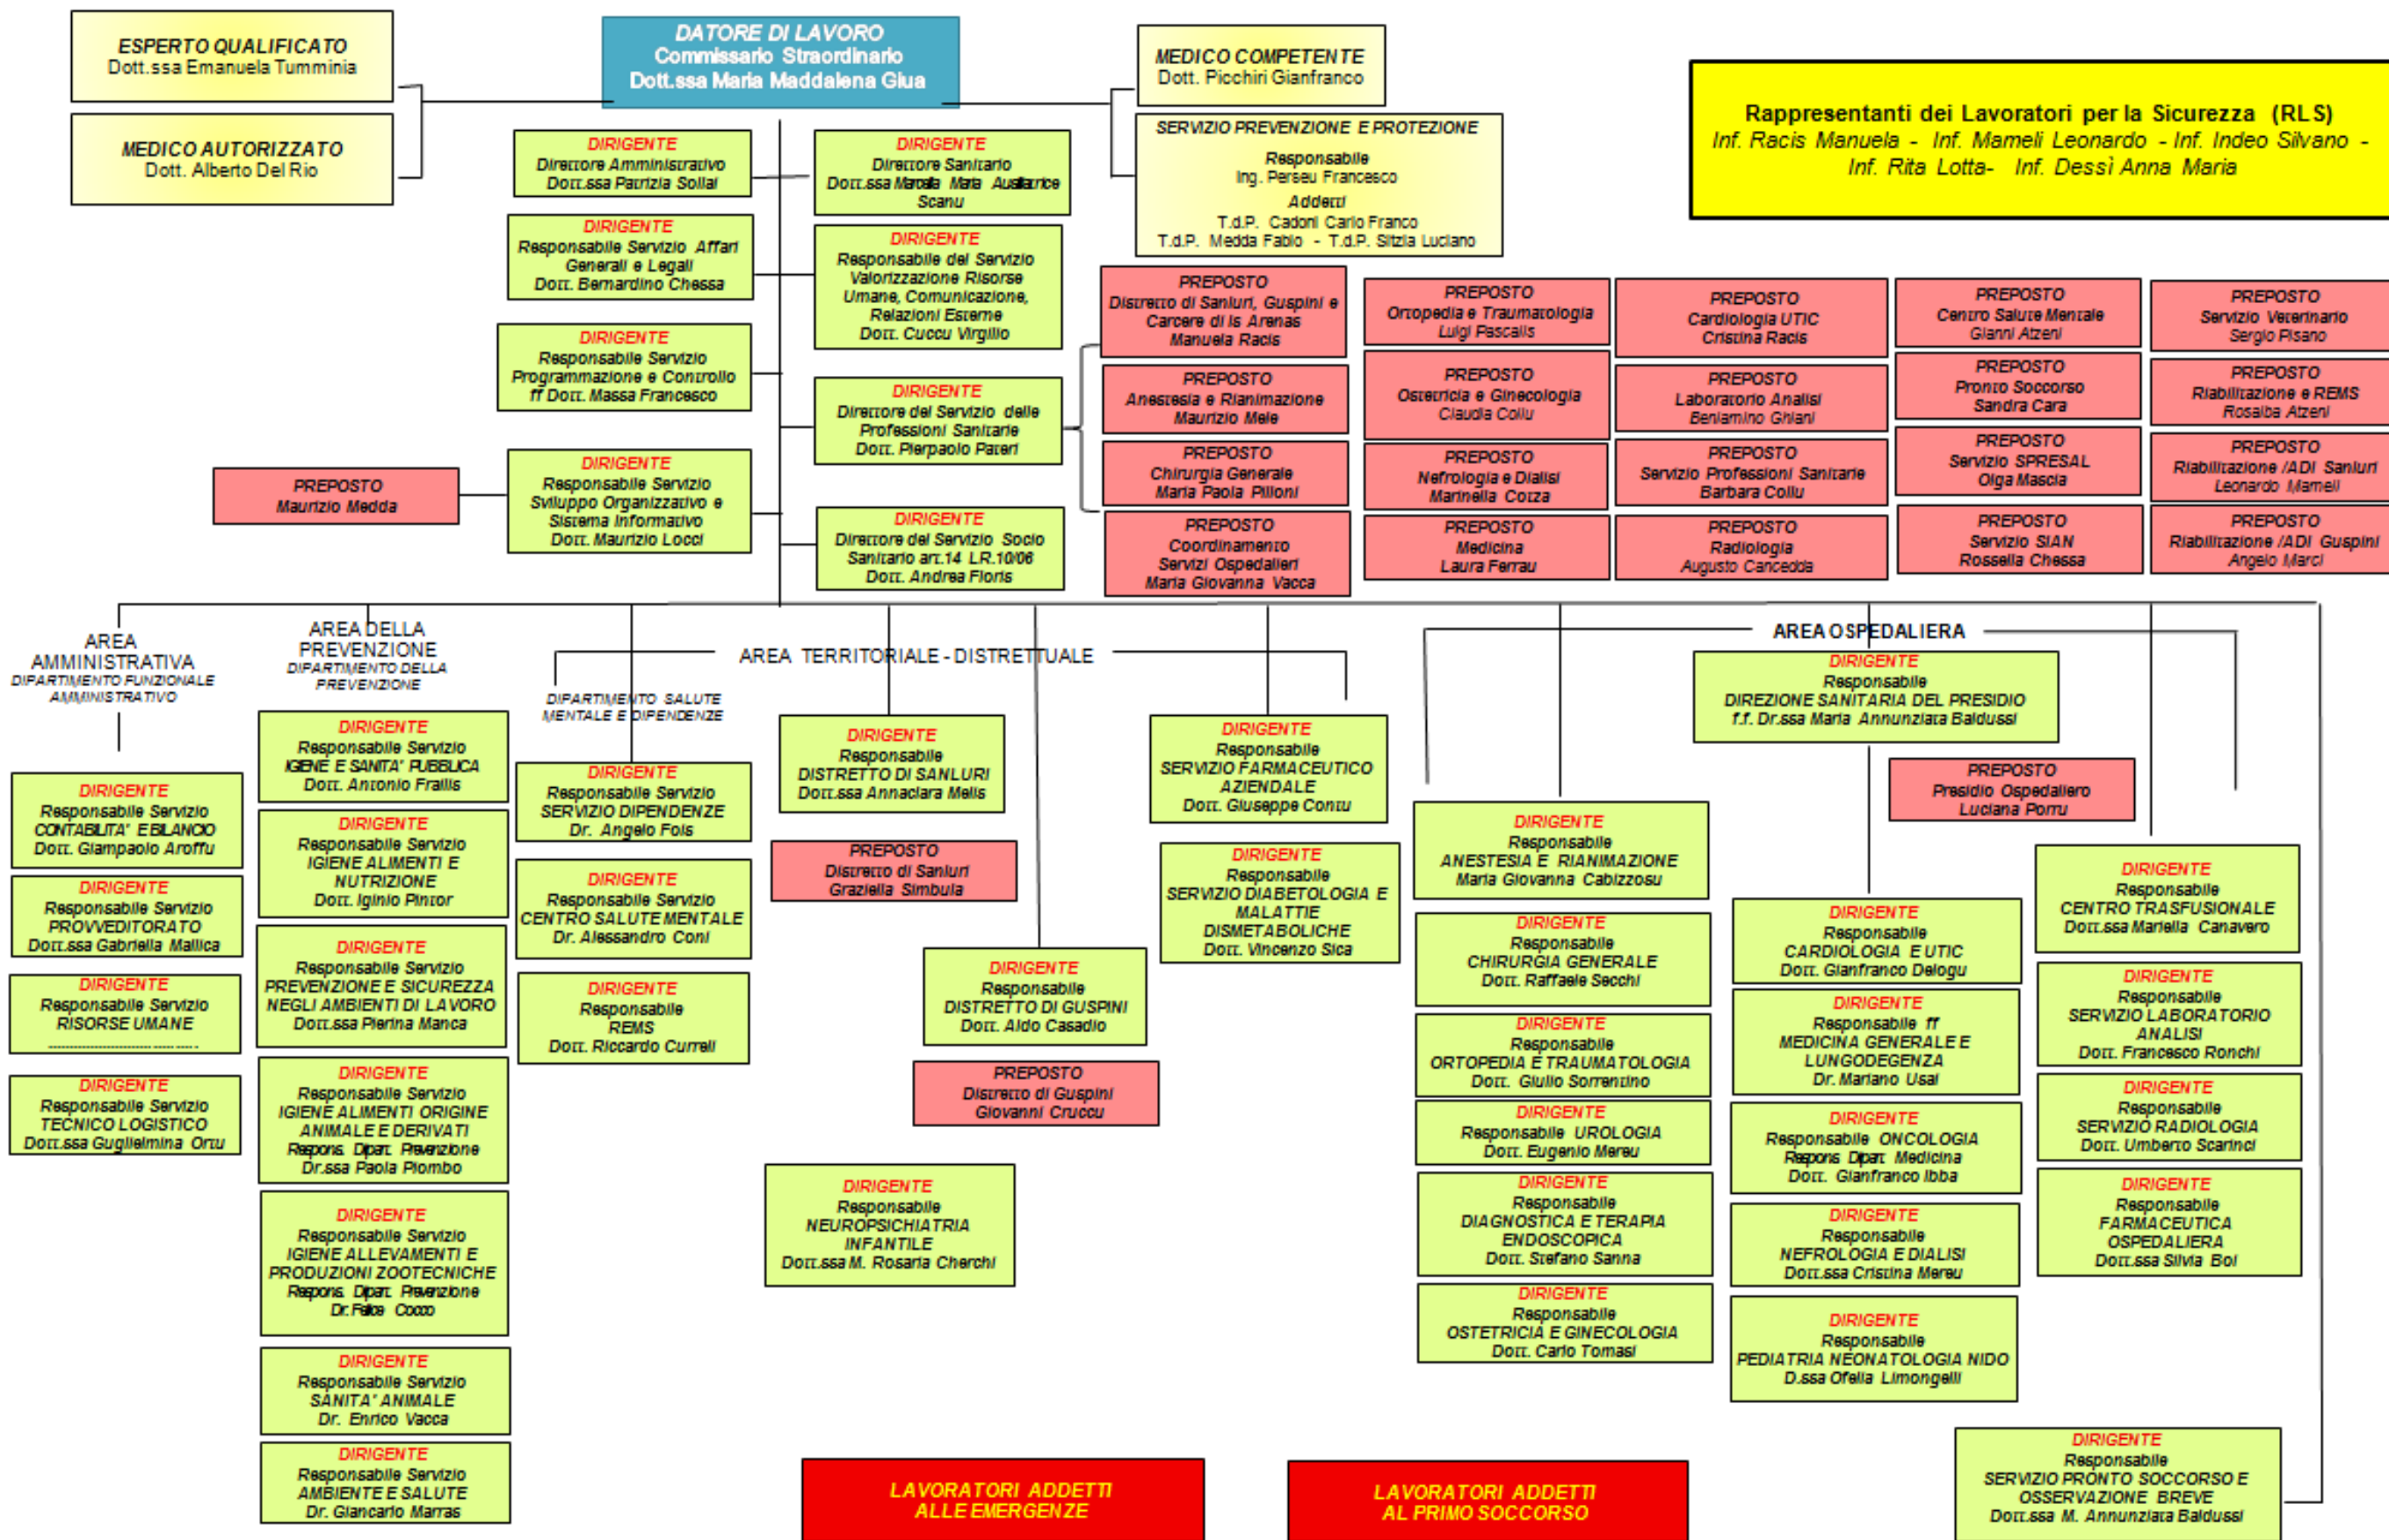 ESPERTO QUALIFICATO
Dott.ssa Emanuela Tumminia
MEDICO AUTORIZZATO
Dott. Alberto Del Rio
DATORE DI LAVORO
Commissario Straordinario
Dott.ssa Maria Maddalena Giua
MEDICO COMPETENTE
Dott. Picchiri Gianfranco
SERVIZIO PREVENZIONE E PROTEZIONE
Responsabile
Ing. Perseu Francesco
Addetti
T.d.P. Cadoni Carlo Franco
T.d.P. Medda Fabio - T.d.P. Sitzia Luciano
Rappresentanti dei Lavoratori per la Sicurezza (RLS)
Inf. Racis Manuela - Inf. Mameli Leonardo - Inf. Indeo Silvano -
Inf. Rita Lotta- Inf. Dessì Anna Maria
DIRIGENTE
Direttore Amministrativo
Dott.ssa Patrizia Sollai
DIRIGENTE
Direttore Sanitario
Dott.ssa Marcella Maria Ausiliatrice
Scanu
DIRIGENTE
Responsabile Servizio Affari
Generali e Legali
Dott. Bernardino Chessa
DIRIGENTE
Responsabile del Servizio
Valorizzazione Risorse
Umane, Comunicazione,
Relazioni Esterne
Dott. Cuccu Virgilio
DIRIGENTE
Responsabile Servizio
Programmazione e Controllo
ff Dott. Massa Francesco
DIRIGENTE
Direttore del Servizio delle
Professioni Sanitarie
Dott. Pierpaolo Pateri
PREPOSTO
Maurizio Medda
DIRIGENTE
Responsabile Servizio
Sviluppo Organizzativo e
Sistema Informativo
Dott. Maurizio Locci
DIRIGENTE
Direttore del Servizio Socio
Sanitario art.14 LR.10/06
Dott. Andrea Floris
PREPOSTO
Distretto di Sanluri, Guspini e
Carcere di Is Arenas
Manuela Racis
PREPOSTO
Anestesia e Rianimazione
Maurizio Mele
PREPOSTO
Chirurgia Generale
Maria Paola Pilloni
PREPOSTO
Coordinamento
Servizi Ospedalieri
Maria Giovanna Vacca
PREPOSTO
Ortopedia e Traumatologia
Luigi Pascalis
PREPOSTO
Ostetricia e Ginecologia
Claudia Collu
PREPOSTO
Nefrologia e Dialisi
Marinella Cotza
PREPOSTO
Medicina
Laura Ferrau
PREPOSTO
Cardiologia UTIC
Cristina Racis
PREPOSTO
Laboratorio Analisi
Beniamino Ghiani
PREPOSTO
Servizio Professioni Sanitarie
Barbara Collu
PREPOSTO
Radiologia
Augusto Cancedda
PREPOSTO
Centro Salute Mentale
Gianni Atzeni
PREPOSTO
Pronto Soccorso
Sandra Cara
PREPOSTO
Servizio SPRESAL
Olga Mascia
PREPOSTO
Servizio SIAN
Rossella Chessa
PREPOSTO
Servizio Veterinario
Sergio Pisano
PREPOSTO
Riabilitazione e REMS
Rosalba Atzeni
PREPOSTO
Riabilitazione /ADI Sanluri
Leonardo Mameli
PREPOSTO
Riabilitazione /ADI Guspini
Angelo Marci
AREA
AMMINISTRATIVA
DIPARTIMENTO FUNZIONALE
AMMINISTRATIVO
DIRIGENTE
Responsabile Servizio
CONTABILITA' E BILANCIO
Dott. Giampaolo Aroffu
DIRIGENTE
Responsabile Servizio
PROVVEDITORATO
Dott.ssa Gabriella Mallica
DIRIGENTE
Responsabile Servizio
RISORSE UMANE
DIRIGENTE
Responsabile Servizio
TECNICO LOGISTICO
Dott.ssa Guglielmina Ortu
AREA DELLA
PREVENZIONE
DIPARTIMENTO DELLA
PREVENZIONE
DIRIGENTE
Responsabile Servizio
IGIENE E SANITA' PUBBLICA
Dott. Antonio Frailis
DIRIGENTE
Responsabile Servizio
IGIENE ALIMENTI E
NUTRIZIONE
Dott. Iginio Pintor
DIRIGENTE
Responsabile Servizio
PREVENZIONE E SICUREZZA
NEGLI AMBIENTI DI LAVORO
Dott.ssa Pierina Manca
DIRIGENTE
Responsabile Servizio
IGIENE ALIMENTI ORIGINE
ANIMALE E DERIVATI
Respons. Dipart. Prevenzione
Dr.ssa Paola Piombo
DIRIGENTE
Responsabile Servizio
IGIENE ALLEVAMENTI E
PRODUZIONI ZOOTECNICHE
Respons. Dipart. Prevenzione
Dr. Felice Cocco
DIRIGENTE
Responsabile Servizio
SANITA' ANIMALE
Dr. Enrico Vacca
DIRIGENTE
Responsabile Servizio
AMBIENTE E SALUTE
Dr. Giancarlo Marras
AREA TERRITORIALE - DISTRETTUALE
DIPARTIMENTO SALUTE
MENTALE E DIPENDENZE
DIRIGENTE
Responsabile Servizio
SERVIZIO DIPENDENZE
Dr. Angelo Fois
DIRIGENTE
Responsabile Servizio
CENTRO SALUTE MENTALE
Dr. Alessandro Coni
DIRIGENTE
Responsabile
REMS
Dott. Riccardo Curreli
DIRIGENTE
Responsabile
DISTRETTO DI SANLURI
Dott.ssa Annaclara Melis
PREPOSTO
Distretto di Sanluri
Graziella Simbula
DIRIGENTE
Responsabile
DISTRETTO DI GUSPINI
Dott. Aldo Casadio
PREPOSTO
Distretto di Guspini
Giovanni Cruccu
DIRIGENTE
Responsabile
NEUROPSICHIATRIA
INFANTILE
Dott.ssa M. Rosaria Cherchi
DIRIGENTE
Responsabile
SERVIZIO FARMACEUTICO
AZIENDALE
Dott. Giuseppe Contu
DIRIGENTE
Responsabile
SERVIZIO DIABETOLOGIA E
MALATTIE
DISMETABOLICHE
Dott. Vincenzo Sica
AREA OSPEDALIERA
DIRIGENTE
Responsabile
DIREZIONE SANITARIA DEL PRESIDIO
f.f. Dr.ssa Maria Annunziata Baldussi
PREPOSTO
Presidio Ospedaliero
Luciana Porru
DIRIGENTE
Responsabile
ANESTESIA E RIANIMAZIONE
Maria Giovanna Cabizzosu
DIRIGENTE
Responsabile
CHIRURGIA GENERALE
Dott. Raffaele Secchi
DIRIGENTE
Responsabile
ORTOPEDIA E TRAUMATOLOGIA
Dott. Giulio Sorrentino
DIRIGENTE
Responsabile UROLOGIA
Dott. Eugenio Mereu
DIRIGENTE
Responsabile
DIAGNOSTICA E TERAPIA
ENDOSCOPICA
Dott. Stefano Sanna
DIRIGENTE
Responsabile
OSTETRICIA E GINECOLOGIA
Dott. Carlo Tomasi
DIRIGENTE
Responsabile
CARDIOLOGIA E UTIC
Dott. Gianfranco Delogu
DIRIGENTE
Responsabile ff
MEDICINA GENERALE E
LUNGODEGENZA
Dr. Mariano Usai
DIRIGENTE
Responsabile ONCOLOGIA
Respons. Dipart. Medicina
Dott. Gianfranco Ibba
DIRIGENTE
Responsabile
NEFROLOGIA E DIALISI
Dott.ssa Cristina Mereu
DIRIGENTE
Responsabile
PEDIATRIA NEONATOLOGIA NIDO
D.ssa Ofelia Limongelli
DIRIGENTE
Responsabile
CENTRO TRASFUSIONALE
Dott.ssa Mariella Canavero
DIRIGENTE
Responsabile
SERVIZIO LABORATORIO
ANALISI
Dott. Francesco Ronchi
DIRIGENTE
Responsabile
SERVIZIO RADIOLOGIA
Dott. Umberto Scarinci
DIRIGENTE
Responsabile
FARMACEUTICA
OSPEDALIERA
Dott.ssa Silvia Boi
DIRIGENTE
Responsabile
SERVIZIO PRONTO SOCCORSO E
OSSERVAZIONE BREVE
Dott.ssa M. Annunziata Baldussi
LAVORATORI ADDETTI
ALLE EMERGENZE
LAVORATORI ADDETTI
AL PRIMO SOCCORSO